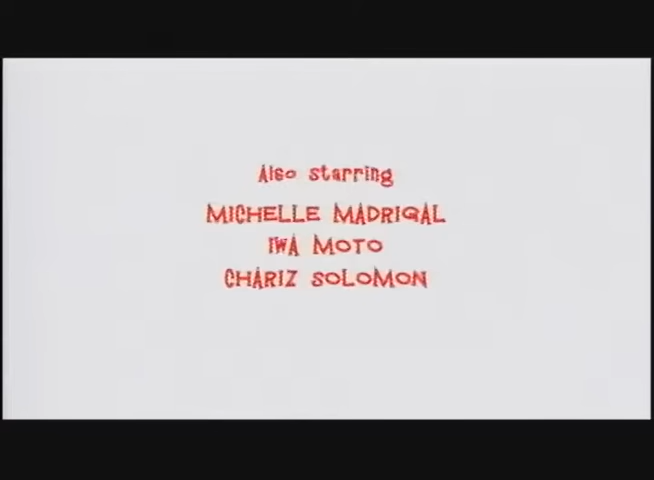 Also starring
MICHELLE MADRIGAL
IWA MOTO
CHARIZ SOLOMON